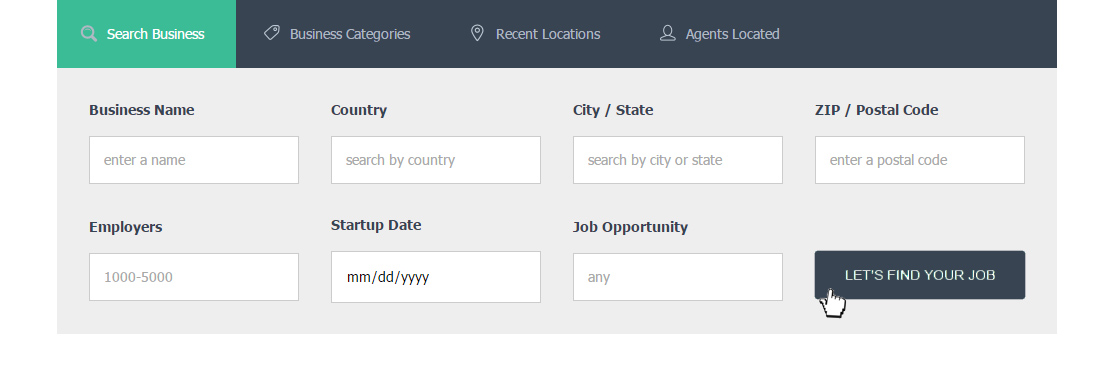 Search Business Business Categories Recent Locations Agents Located
Business Name Country City / State ZIP / Postal Code
enter a name search by country search by city or state enter a postal code
Employers Startup Date Job Opportunity
1000-5000 mm/dd/yyyy any LET'S FIND YOUR JOB